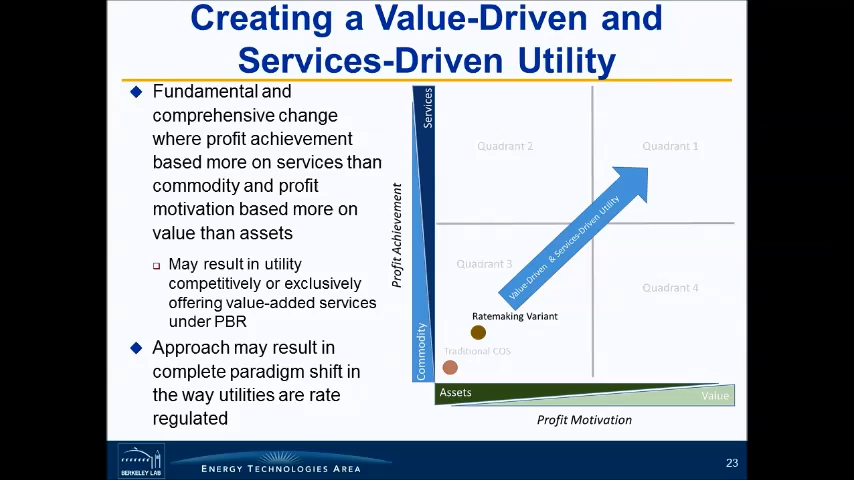 Creating a Value-Driven and
Services-Driven Utility
Fundamental and
comprehensive change
where profit achievement
based more on services than
commodity and profit
motivation based more on
value than assets
May result in utility
competitively or exclusively
offering value-added services
under PBR
Approach may result in
complete paradigm shift in
the way utilities are rate
regulated
Profit Achievement
Services
Commodity
Quadrant 2
Quadrant 1
Value-Driven & Services-Driven Utility
Quadrant 3
Quadrant 4
Ratemaking Variant
Traditional COS
Assets
Value
Profit Motivation
BERKELEY LAB
ENERGY TECHNOLOGIES AREA
23